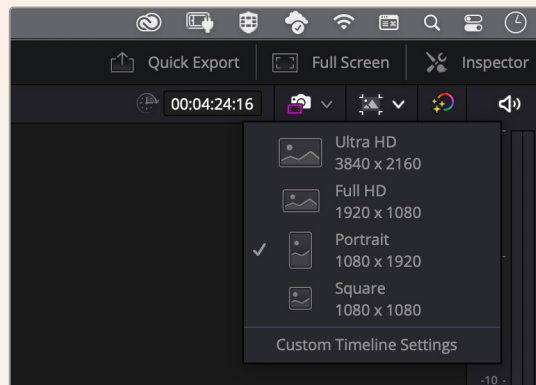 Quick Export
Full Screen
Inspector
00:04:24:16
Ultra HD
3840 x 2160
Full HD
1920 x 1080
Portrait
1080 x 1920
Square
1080 x 1080
Custom Timeline Settings
-10